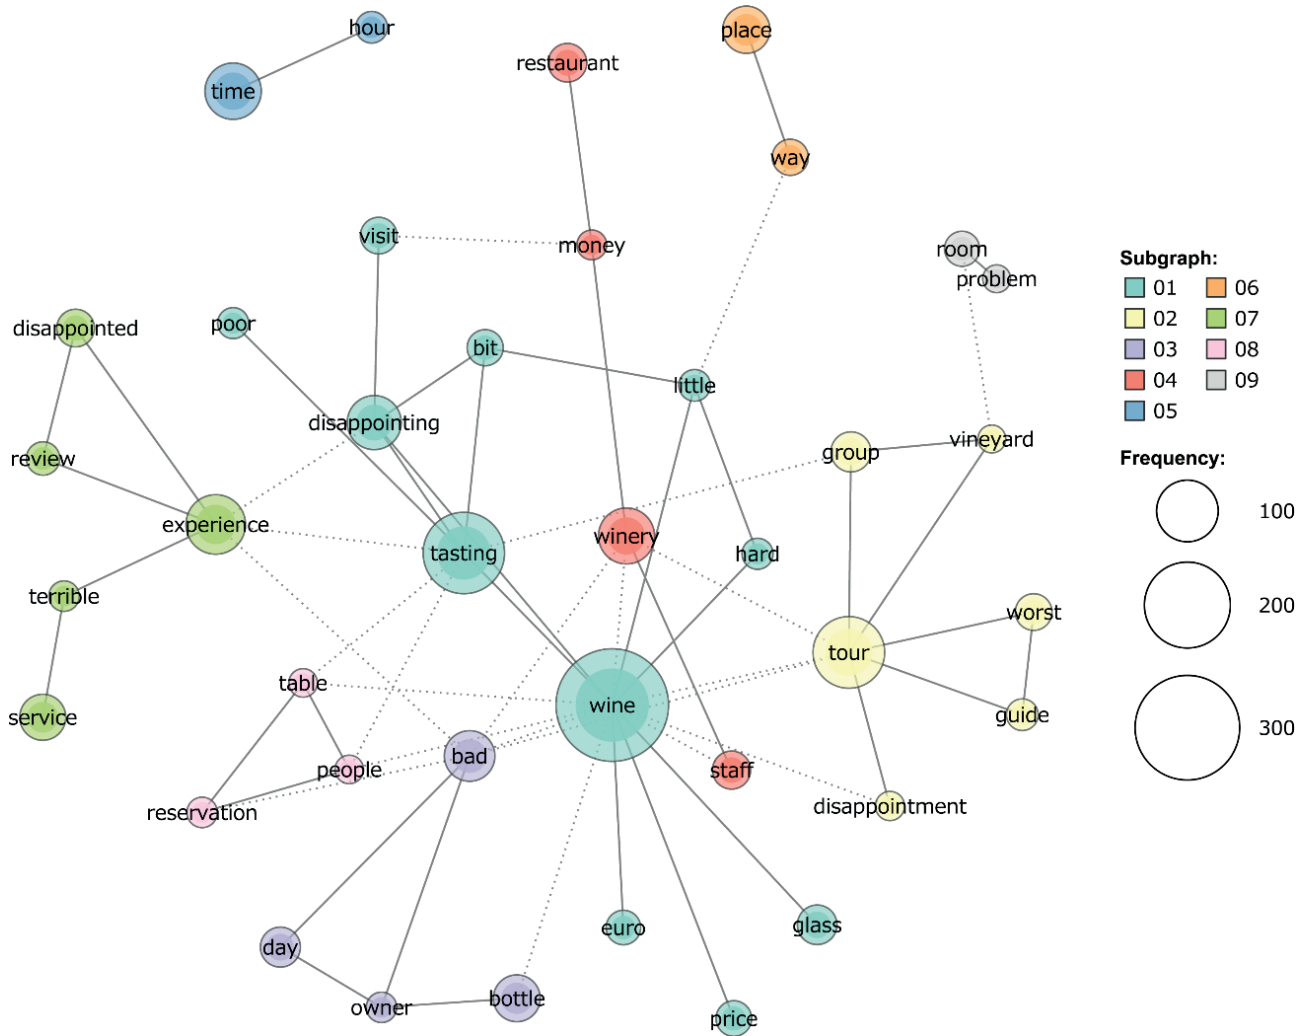 hour
place
restaurant
time
way
visit
money
room
problem
disappointed
poor
bit
little
disappointing
group
vineyard
review
experience
tasting
winery
hard
terrible
worst
tour
table
wine
service
guide
bad
people
staff
reservation
disappointment
euro
glass
day
owner
bottle
price
Subgraph:
01 06
02 07
03 08
04 09
05
Frequency:
100
200
300